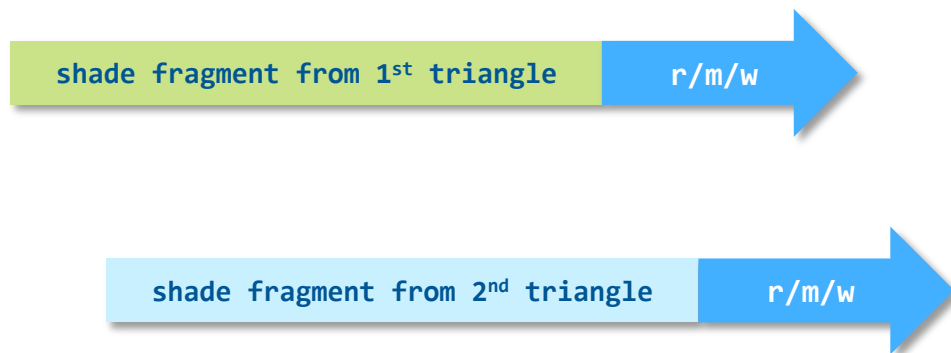 shade fragment from 1st triangle r/m/w
shade fragment from 2nd triangle r/m/w